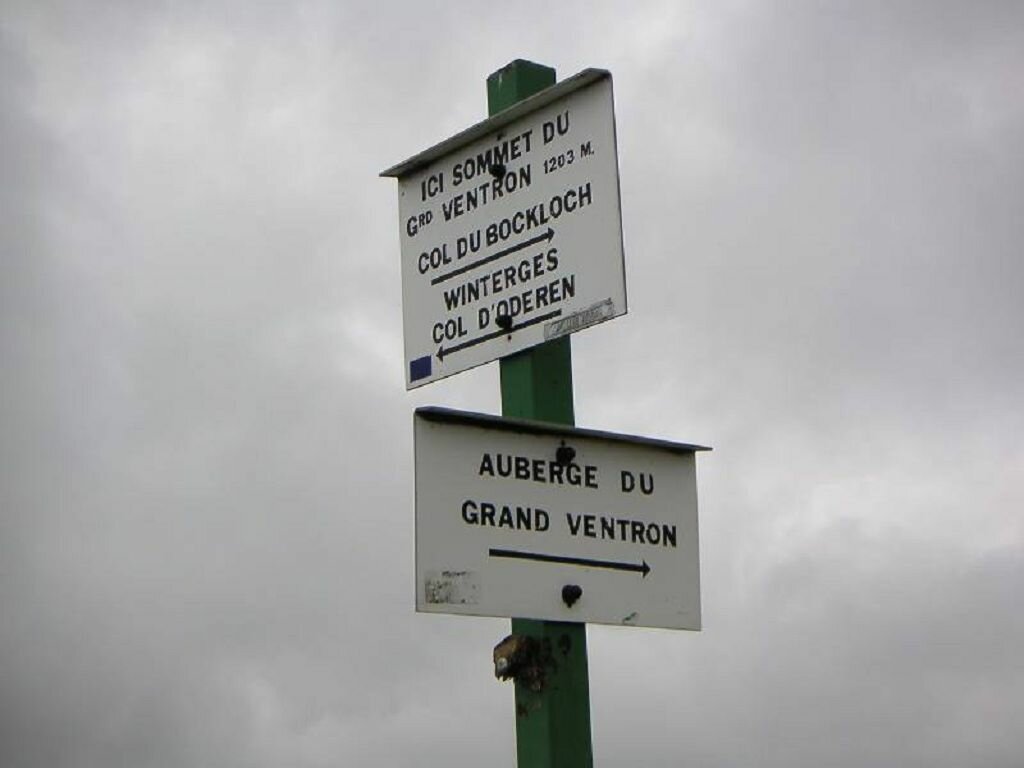 ICI SOMMET DU
GRD VENTRON 1203 M.
COL DU BOCKLOCH
WINTERGES
COL D'ODEREN
AUBERGE DU
GRAND VENTRON